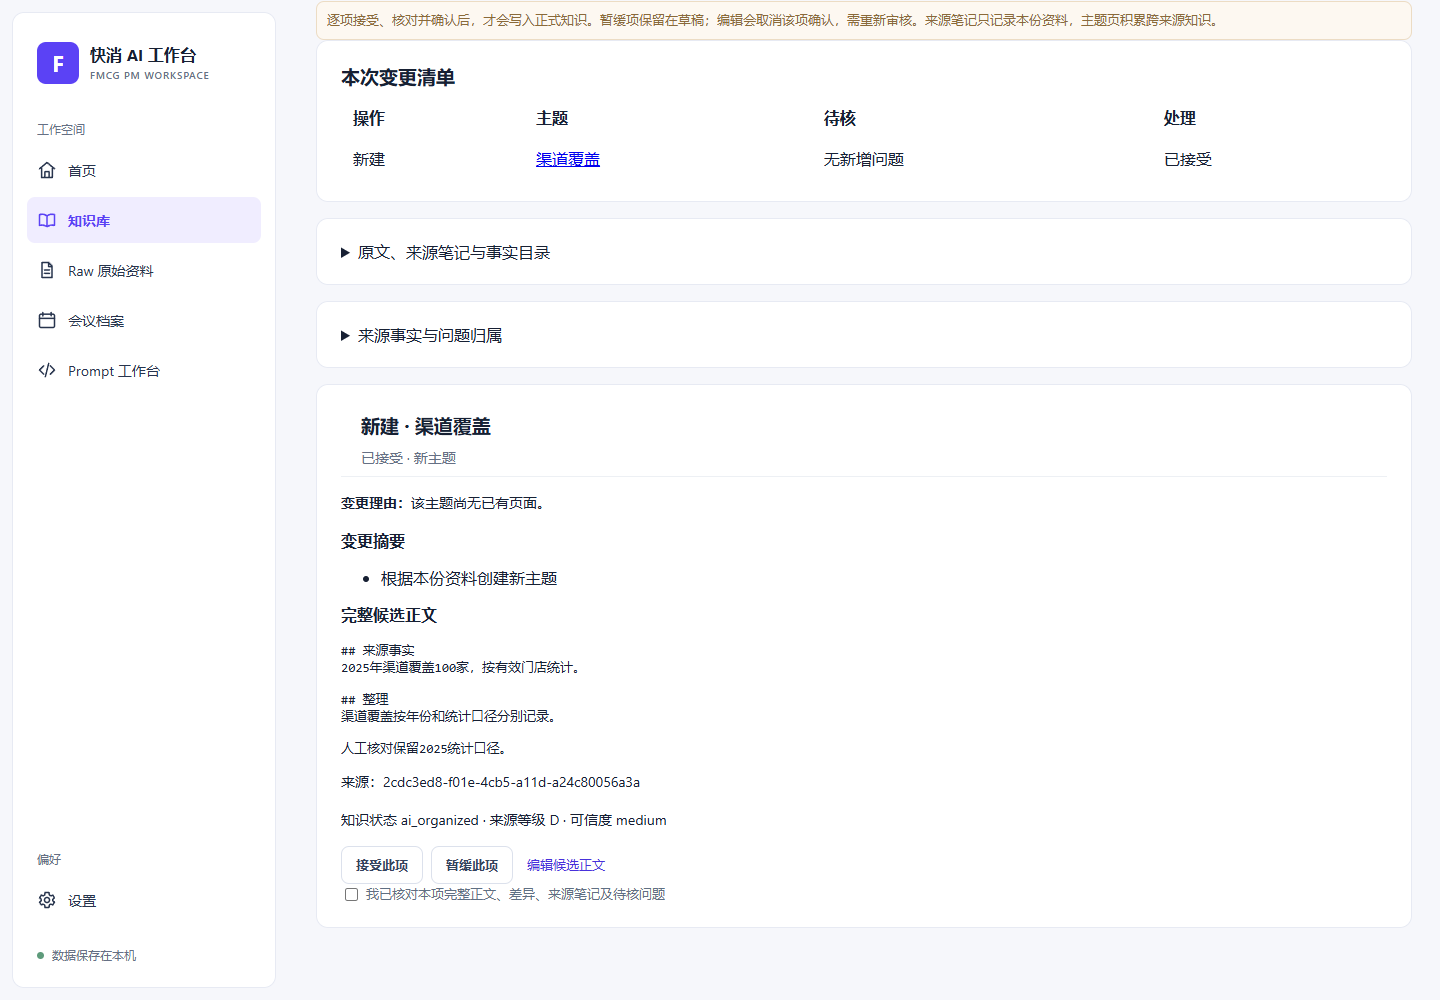 F
快消 AI 工作台
FMCG PM WORKSPACE
工作空间
首页
知识库
Raw 原始资料
会议档案
Prompt 工作台
偏好
设置
数据保存在本机
逐项接受、核对并确认后，才会写入正式知识。暂缓项保留在草稿；编辑会取消该项确认，需重新审核。来源笔记只记录本份资料，主题页积累跨来源知识。
本次变更清单
操作 主题 待核 处理
新建 渠道覆盖 无新增问题 已接受
原文、来源笔记与事实目录
来源事实与问题归属
新建 · 渠道覆盖
已接受 · 新主题
变更理由：该主题尚无已有页面。
变更摘要
根据本份资料创建新主题
完整候选正文
## 来源事实
2025年渠道覆盖100家，按有效门店统计。
## 整理
渠道覆盖按年份和统计口径分别记录。
人工核对保留2025统计口径。
来源：2cdc3ed8-f01e-4cb5-a11d-a24c80056a3a
知识状态 ai_organized · 来源等级 D · 可信度 medium
接受此项 暂缓此项 编辑候选正文
我已核对本项完整正文、差异、来源笔记及待核问题